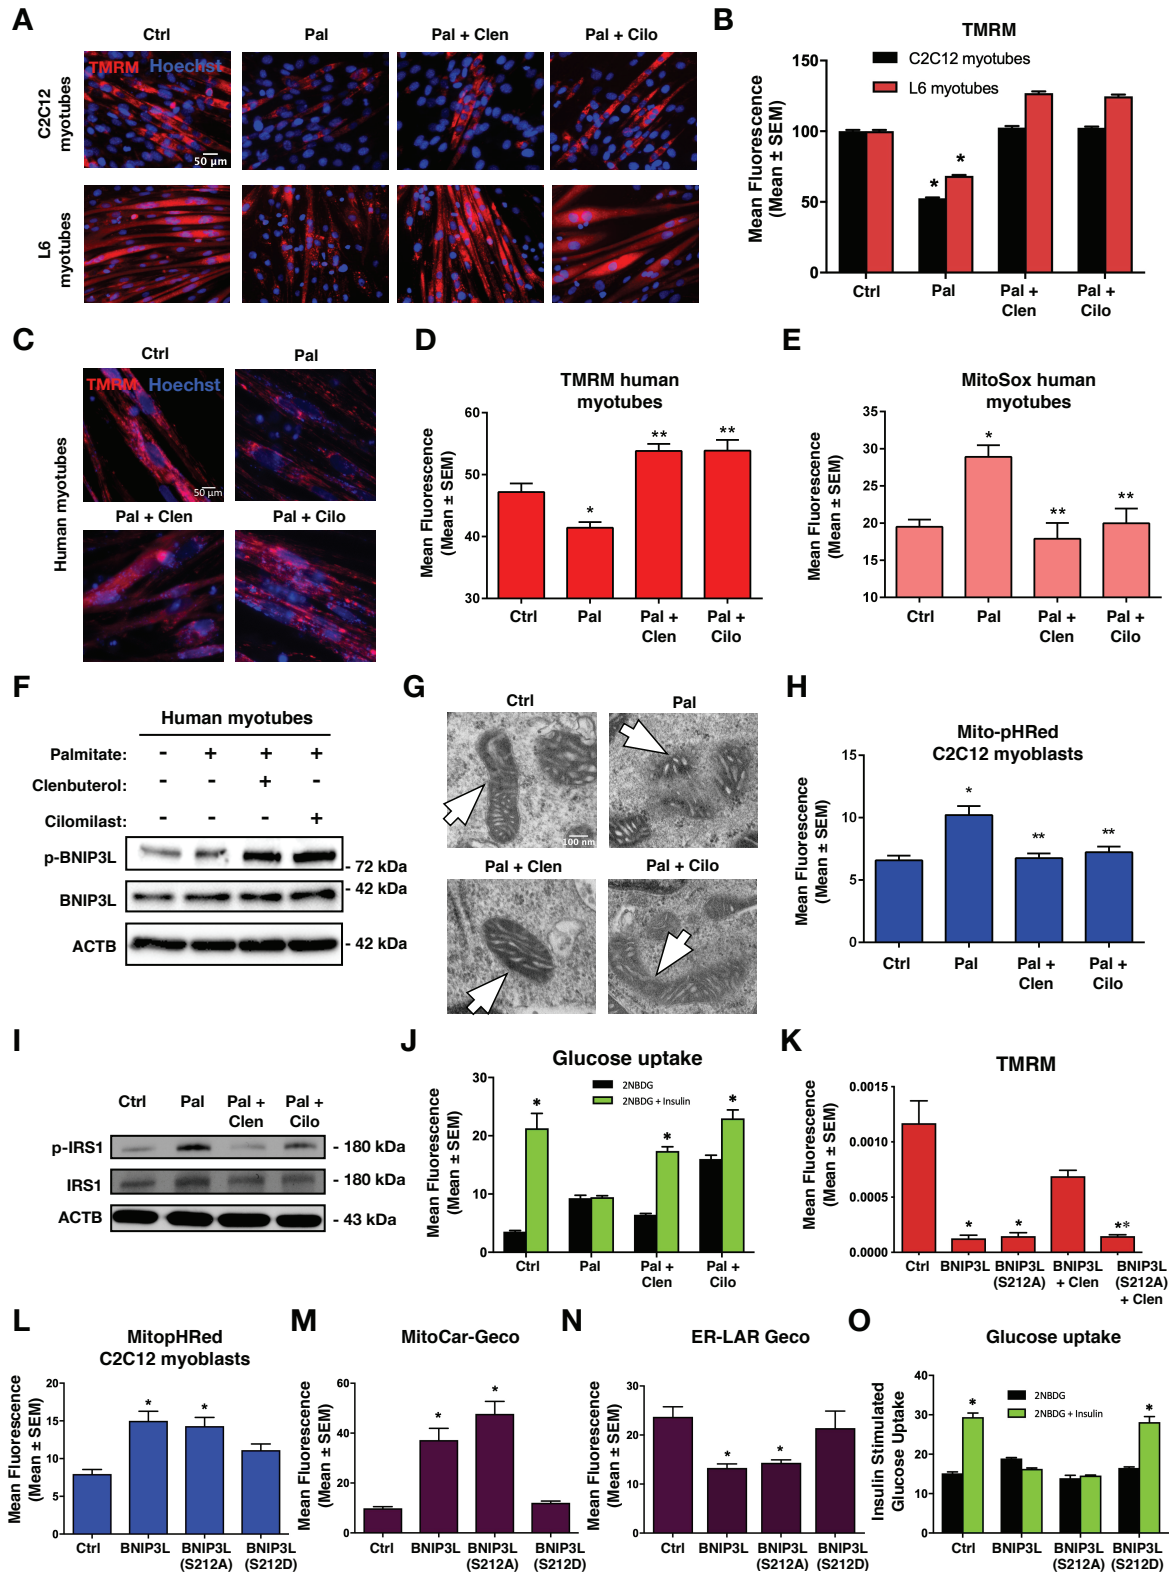 A
Ctrl
Pal
Pal + Clen
Pal + Cilo
C2C12
myotubes
TMRM Hoechst
50 µm
L6
myotubes
B
TMRM
C2C12 myotubes
L6 myotubes
Mean Fluorescence
(Mean ± SEM)
150
100
50
0
* *
Ctrl
Pal
Pal +
Clen
Pal +
Cilo
C
Ctrl
Pal
TMRM Hoechst
50 µm
Human myotubes
Pal + Clen
Pal + Cilo
D
TMRM human
myotubes
Mean Fluorescence
(Mean ± SEM)
60
50
40
30
*
**
**
Ctrl
Pal
Pal +
Clen
Pal +
Cilo
E
MitoSox human
myotubes
Mean Fluorescence
(Mean ± SEM)
35
30
25
20
15
10
*
**
**
Ctrl
Pal
Pal +
Clen
Pal +
Cilo
F
Human myotubes
Palmitate: - + + +
Clenbuterol: - - + -
Cilomilast: - - - +
p-BNIP3L
- 72 kDa
BNIP3L
- 42 kDa
ACTB
- 42 kDa
G
Ctrl
Pal
100 nm
Pal + Clen
Pal + Cilo
H
Mito-pHRed
C2C12 myoblasts
Mean Fluorescence
(Mean ± SEM)
15
10
5
0
*
**
**
Ctrl
Pal
Pal +
Clen
Pal +
Cilo
I
Ctrl
Pal
Pal +
Clen
Pal +
Cilo
p-IRS1
- 180 kDa
IRS1
- 180 kDa
ACTB
- 43 kDa
J
Glucose uptake
2NBDG
2NBDG + Insulin
Mean Fluorescence
(Mean ± SEM)
30
20
10
0
*
*
*
Ctrl
Pal
Pal +
Clen
Pal +
Cilo
K
TMRM
Mean Fluorescence
(Mean ± SEM)
0.0015
0.0010
0.0005
0.0000
*
*
**
Ctrl
BNIP3L
BNIP3L
(S212A)
BNIP3L
+ Clen
BNIP3L
(S212A)
+ Clen
L
MitopHRed
C2C12 myoblasts
Mean Fluorescence
(Mean ± SEM)
20
15
10
5
0
*
*
Ctrl
BNIP3L
BNIP3L
(S212A)
BNIP3L
(S212D)
M
MitoCar-Geco
Mean Fluorescence
(Mean ± SEM)
60
40
20
0
*
*
Ctrl
BNIP3L
BNIP3L
(S212A)
BNIP3L
(S212D)
N
ER-LAR Geco
Mean Fluorescence
(Mean ± SEM)
30
20
10
0
*
*
Ctrl
BNIP3L
BNIP3L
(S212A)
BNIP3L
(S212D)
O
Glucose uptake
2NBDG
2NBDG + Insulin
Insulin Stimulated
Glucose Uptake
40
30
20
10
0
*
*
Ctrl
BNIP3L
BNIP3L
(S212A)
BNIP3L
(S212D)